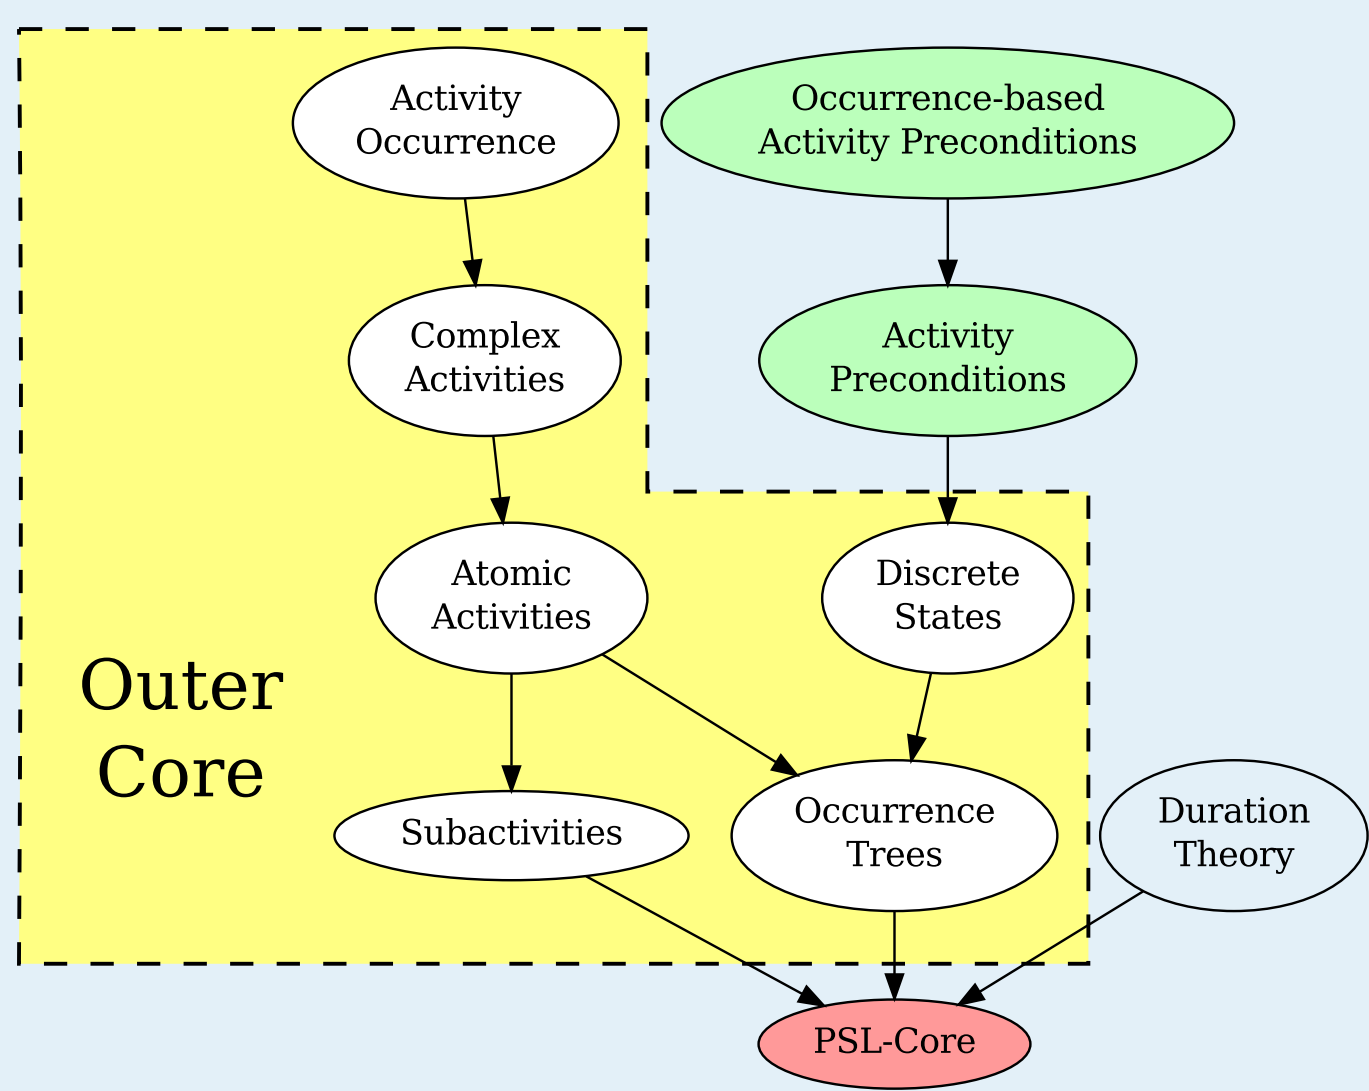 Activity
Occurrence
Occurrence-based
Activity Preconditions
Complex
Activities
Activity
Preconditions
Atomic
Activities
Discrete
States
Outer
Core
Subactivities
Occurrence
Trees
Duration
Theory
PSL-Core